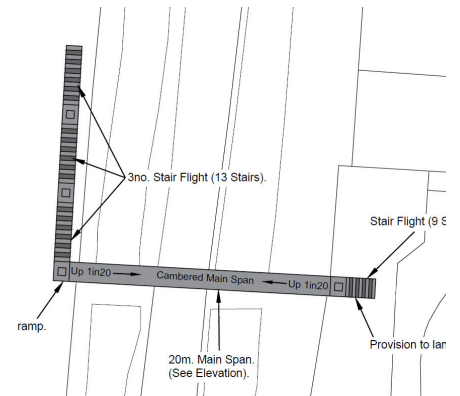 3no. Stair Flight (13 Stairs).
Stair Flight (9 S
Up 1in20
Cambered Main Span
Up 1in20
ramp.
Provision to lan
20m. Main Span.
(See Elevation).